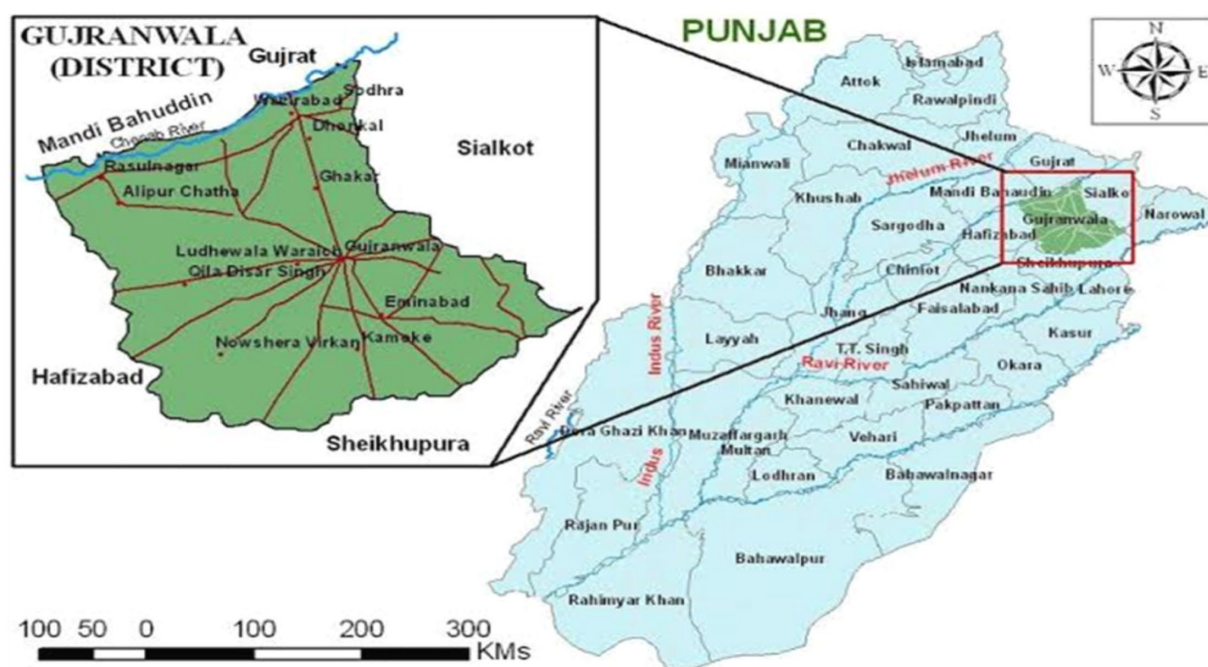 GUJRANWALA
(DISTRICT)
Gujrat
Mandi Bahuddin
Chenab River
Wazirabad
Sodhra
Dhonkal
Sialkot
Rasulnagar
Alipur Chatha
Ghakar
Ludhewala Waraich
Gujranwala
Qila Disar Singh
Eminabad
Nowshera Virkan
Kamoke
Hafizabad
Sheikhupura
Ravi River
PUNJAB
N
W
E
S
Islamabad
Attok
Rawalpindi
Jhelum
Chakwal
Gujrat
Mianwali
Jhelum River
Khushab
Mandi Bahaudin
Sialko
Sargodha
Gujranwala
Narowal
Hafizabad
Bhakkar
Chiniot
Sheikhupura
Nankana Sahib
Lahore
Faisalabad
Jhang
Indus River
Layyah
T.T. Singh
Kasur
Ravi River
Okara
Sahiwal
Khanewal
Pakpattan
Dera Ghazi Khan
Muzaffargarh
Multan
Vehari
Indus
Lodhran
Bahawalnagar
Rajan Pur
Bahawalpur
Rahimyar Khan
100 50 0 100 200 300
KMs